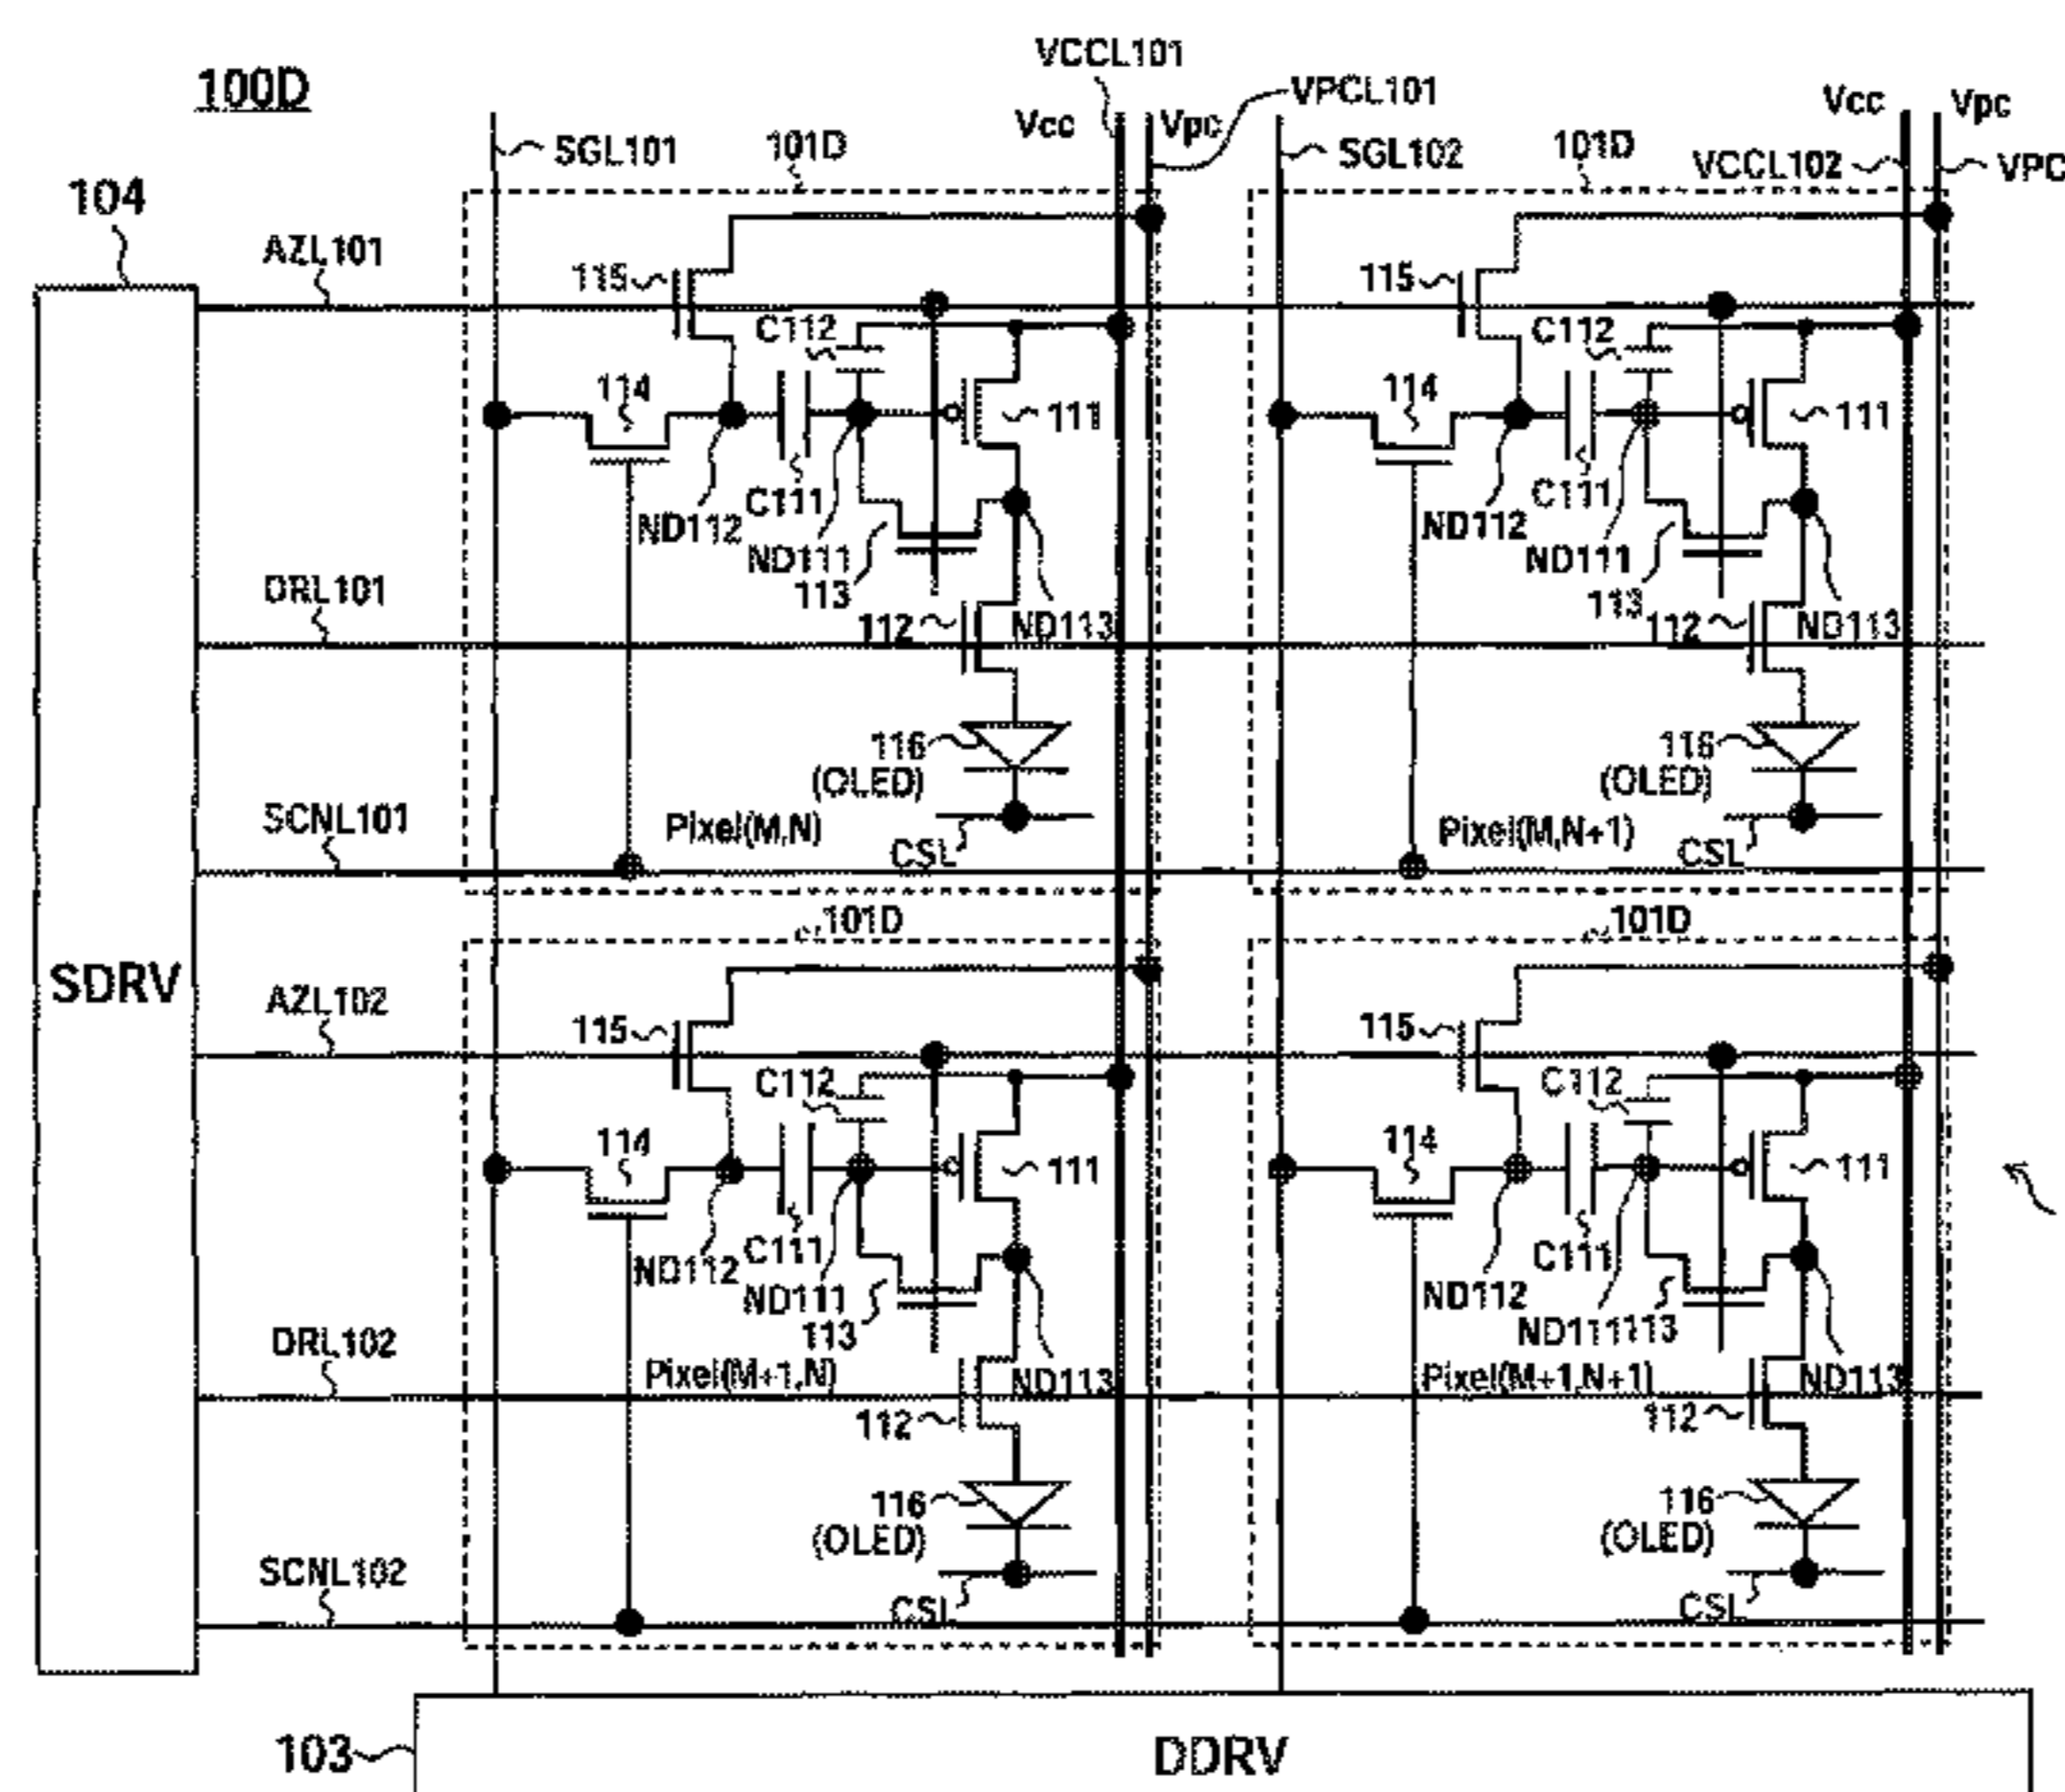 100D
VCCL101
VPCL101
Vcc
Vpc
Vcc
Vpc
SGL101
101D
SGL102
101D
VCCL102
VPC
104
AZL101
115
C112
115
C112
114
111
114
111
C111
C111
ND112
ND111
ND112
ND111
113
DRL101
112
ND113
112
ND113
116
(OLED)
116
(OLED)
SCNL101
Pixel(M,N)
CSL
Pixel(M,N+1)
CSL
101D
101D
SDRV
AZL102
115
C112
115
C112
114
111
114
111
C111
C111
ND112
ND111
ND112
ND111
113
113
DRL102
Pixel(M+1,N)
ND113
Pixel(M+1,N+1)
ND113
112
112
116
(OLED)
116
(OLED)
SCNL102
CSL
CSL
103
DDRV